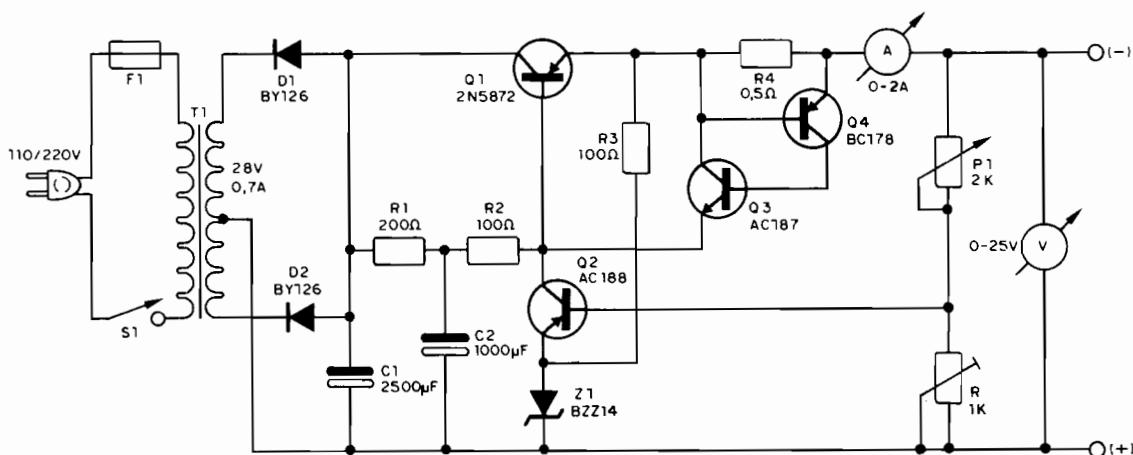 F1
110/220V
S1
T1
28V
0,7A
D1
BY126
D2
BY126
R1
200Ω
R2
100Ω
C1
2500µF
C2
1000µF
Q1
2N5872
Q2
AC188
Z1
BZZ14
R3
100Ω
R4
0,5Ω
Q3
AC187
Q4
BC178
A
0-2A
P1
2K
R
1K
0-25V
V
(-)
(+)